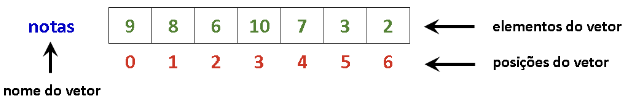 notas 9 8 6 10 7 3 2 elementos do vetor
0 1 2 3 4 5 6 posições do vetor
nome do vetor